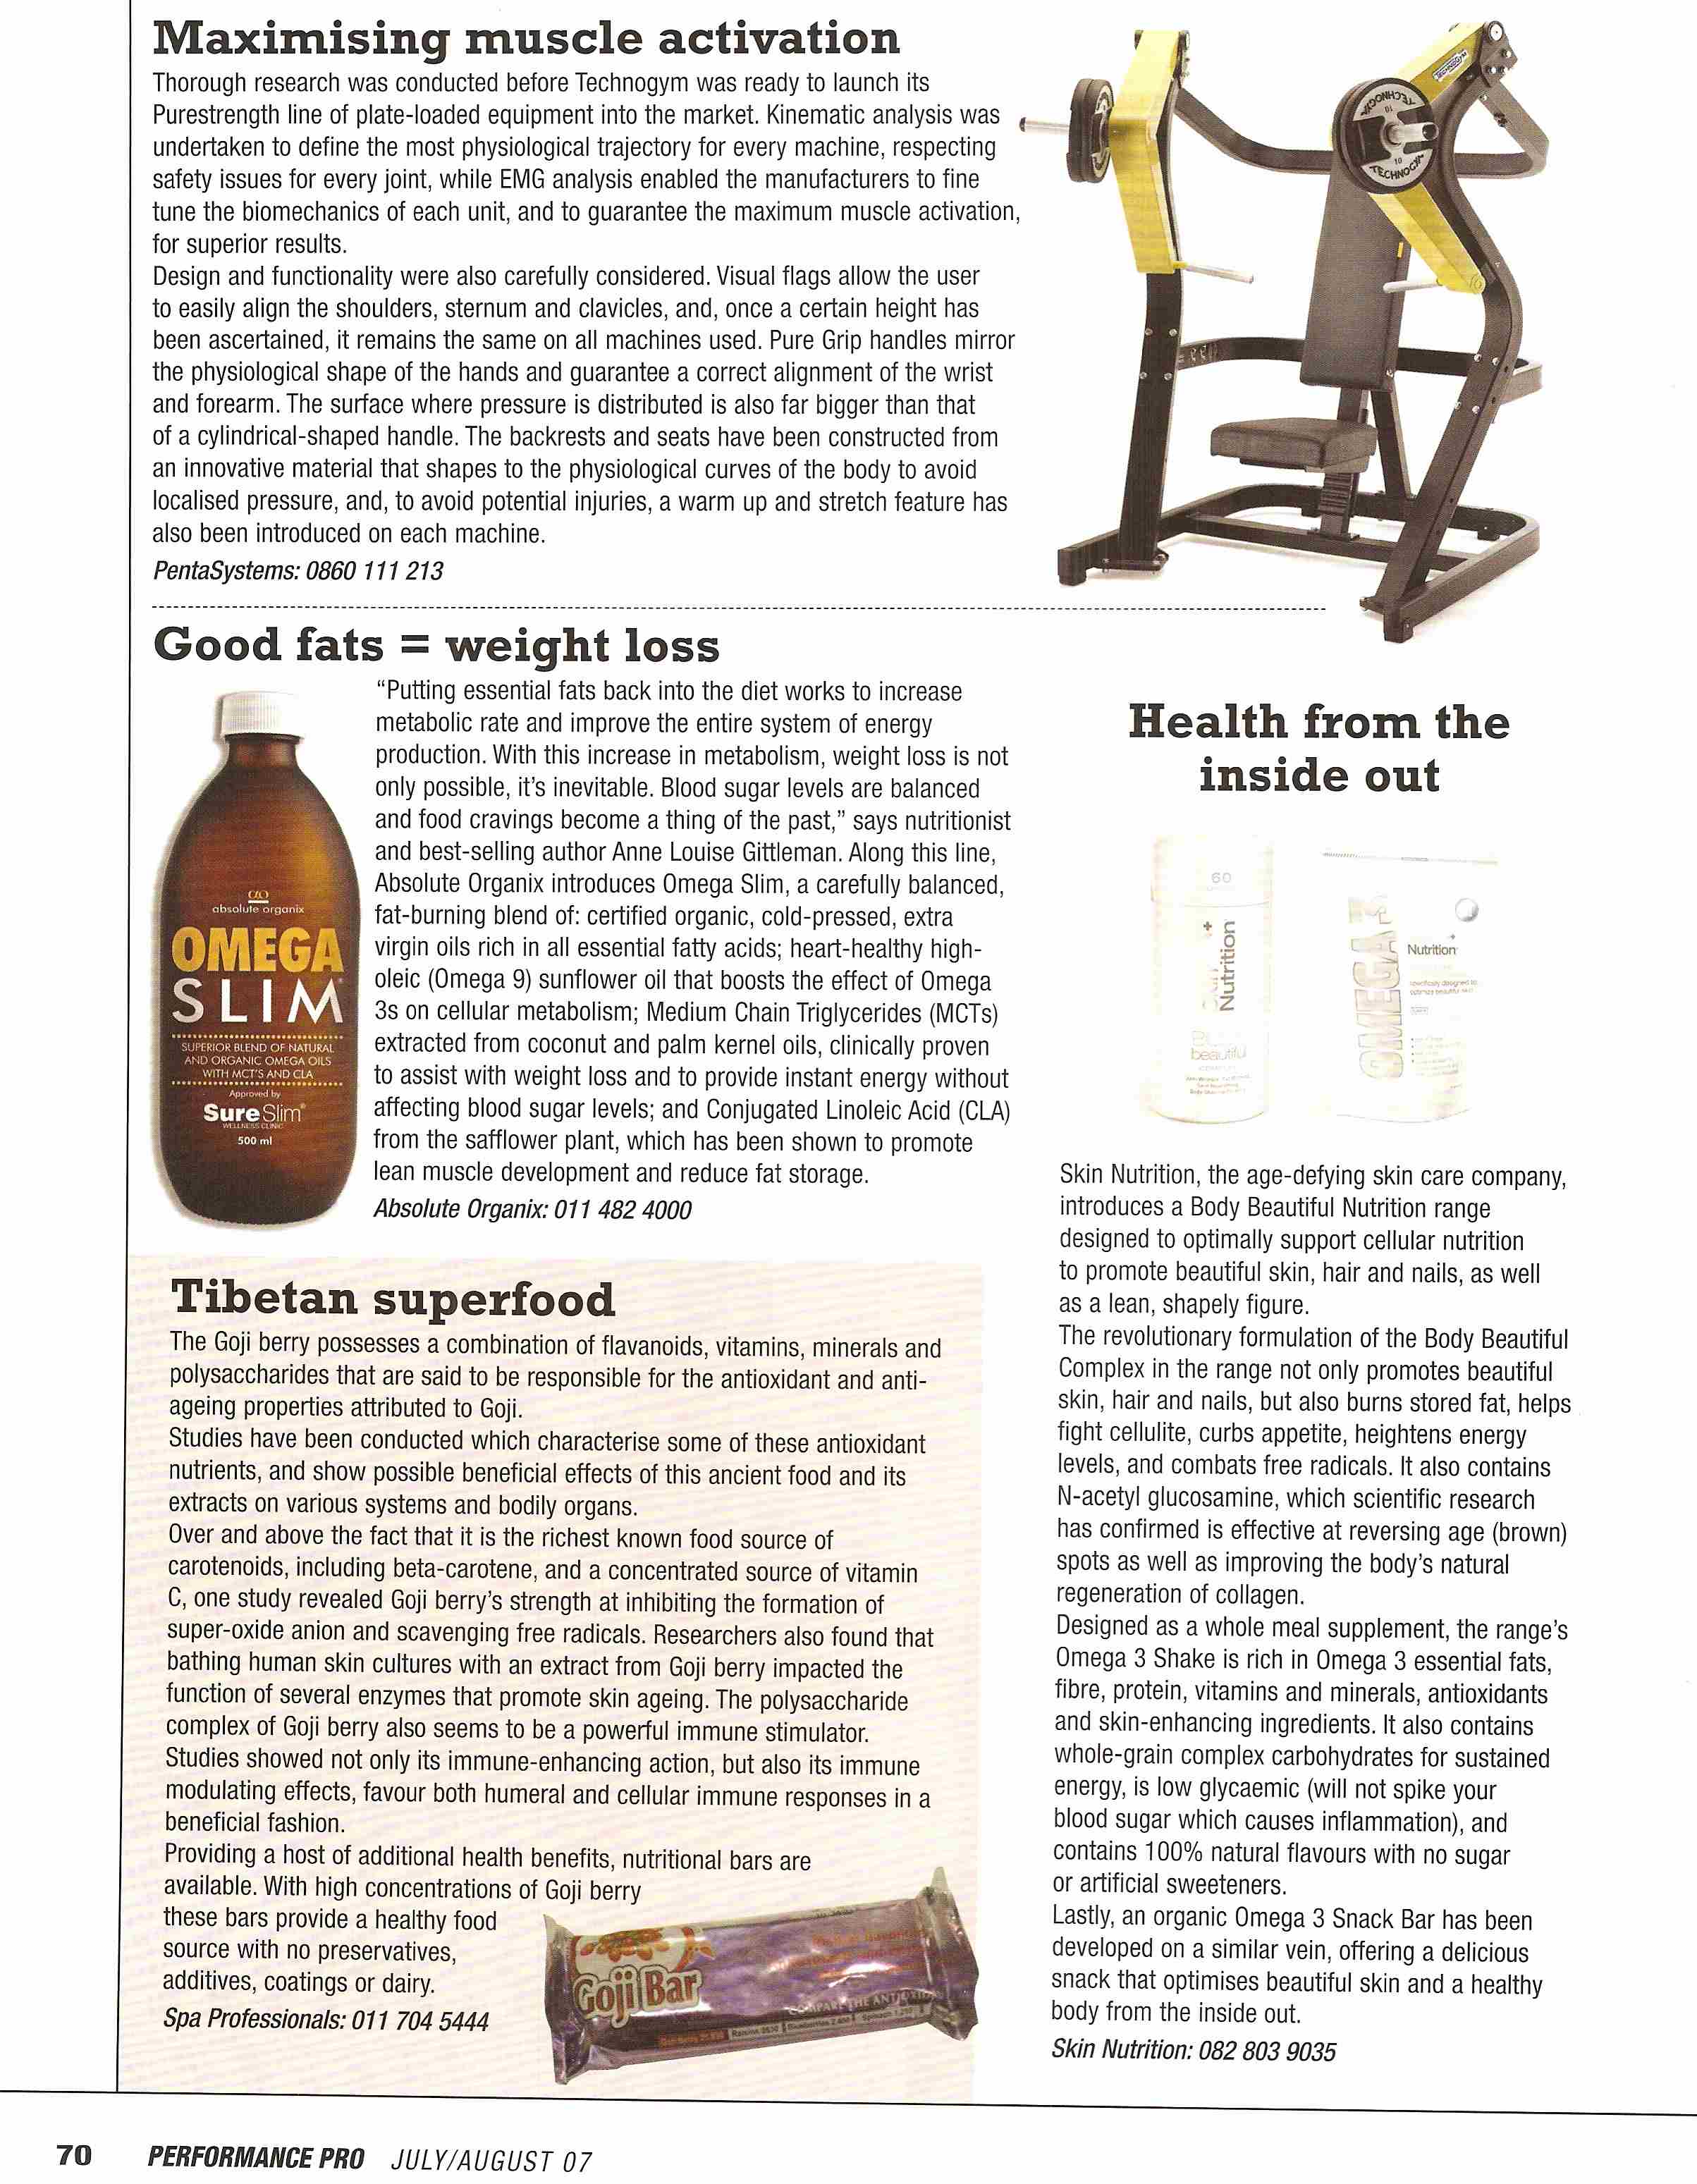 Maximising muscle activation
Thorough research was conducted before Technogym was ready to launch its
Purestrength line of plate-loaded equipment into the market. Kinematic analysis was
undertaken to define the most physiological trajectory for every machine, respecting
safety issues for every joint, while EMG analysis enabled the manufacturers to fine
tune the biomechanics of each unit, and to guarantee the maximum muscle activation,
for superior results.
Design and functionality were also carefully considered. Visual flags allow the user
to easily align the shoulders, sternum and clavicles, and, once a certain height has
been ascertained, it remains the same on all machines used. Pure Grip handles mirror
the physiological shape of the hands and guarantee a correct alignment of the wrist
and forearm. The surface where pressure is distributed is also far bigger than that
of a cylindrical-shaped handle. The backrests and seats have been constructed from
an innovative material that shapes to the physiological curves of the body to avoid
localised pressure, and, to avoid potential injuries, a warm up and stretch feature has
also been introduced on each machine.
PentaSystems: 0860 111 213
TECHNOGYM
10
10
Good fats = weight loss
“Putting essential fats back into the diet works to increase
metabolic rate and improve the entire system of energy
production. With this increase in metabolism, weight loss is not
only possible, it’s inevitable. Blood sugar levels are balanced
and food cravings become a thing of the past,” says nutritionist
and best-selling author Anne Louise Gittleman. Along this line,
Absolute Organix introduces Omega Slim, a carefully balanced,
fat-burning blend of: certified organic, cold-pressed, extra
virgin oils rich in all essential fatty acids; heart-healthy high-
oleic (Omega 9) sunflower oil that boosts the effect of Omega
3s on cellular metabolism; Medium Chain Triglycerides (MCTs)
extracted from coconut and palm kernel oils, clinically proven
to assist with weight loss and to provide instant energy without
affecting blood sugar levels; and Conjugated Linoleic Acid (CLA)
from the safflower plant, which has been shown to promote
lean muscle development and reduce fat storage.
Absolute Organix: 011 482 4000
absolute organix
OMEGA
SLIM
SUPERIOR BLEND OF NATURAL
AND ORGANIC OMEGA OILS
WITH MCT'S AND CLA
Approved by
SureSlim
WELLNESS CLINIC
500 ml
Tibetan superfood
The Goji berry possesses a combination of flavanoids, vitamins, minerals and
polysaccharides that are said to be responsible for the antioxidant and anti-
ageing properties attributed to Goji.
Studies have been conducted which characterise some of these antioxidant
nutrients, and show possible beneficial effects of this ancient food and its
extracts on various systems and bodily organs.
Over and above the fact that it is the richest known food source of
carotenoids, including beta-carotene, and a concentrated source of vitamin
C, one study revealed Goji berry’s strength at inhibiting the formation of
super-oxide anion and scavenging free radicals. Researchers also found that
bathing human skin cultures with an extract from Goji berry impacted the
function of several enzymes that promote skin ageing. The polysaccharide
complex of Goji berry also seems to be a powerful immune stimulator.
Studies showed not only its immune-enhancing action, but also its immune
modulating effects, favour both humeral and cellular immune responses in a
beneficial fashion.
Providing a host of additional health benefits, nutritional bars are
available. With high concentrations of Goji berry
these bars provide a healthy food
source with no preservatives,
additives, coatings or dairy.
Spa Professionals: 011 704 5444
Goji Bar
Health from the
inside out
60
Nutrition
beautiful
OMEGA 3
Nutrition
Skin Nutrition, the age-defying skin care company,
introduces a Body Beautiful Nutrition range
designed to optimally support cellular nutrition
to promote beautiful skin, hair and nails, as well
as a lean, shapely figure.
The revolutionary formulation of the Body Beautiful
Complex in the range not only promotes beautiful
skin, hair and nails, but also burns stored fat, helps
fight cellulite, curbs appetite, heightens energy
levels, and combats free radicals. It also contains
N-acetyl glucosamine, which scientific research
has confirmed is effective at reversing age (brown)
spots as well as improving the body’s natural
regeneration of collagen.
Designed as a whole meal supplement, the range’s
Omega 3 Shake is rich in Omega 3 essential fats,
fibre, protein, vitamins and minerals, antioxidants
and skin-enhancing ingredients. It also contains
whole-grain complex carbohydrates for sustained
energy, is low glycaemic (will not spike your
blood sugar which causes inflammation), and
contains 100% natural flavours with no sugar
or artificial sweeteners.
Lastly, an organic Omega 3 Snack Bar has been
developed on a similar vein, offering a delicious
snack that optimises beautiful skin and a healthy
body from the inside out.
Skin Nutrition: 082 803 9035
70 PERFORMANCE PRO JULY/AUGUST 07